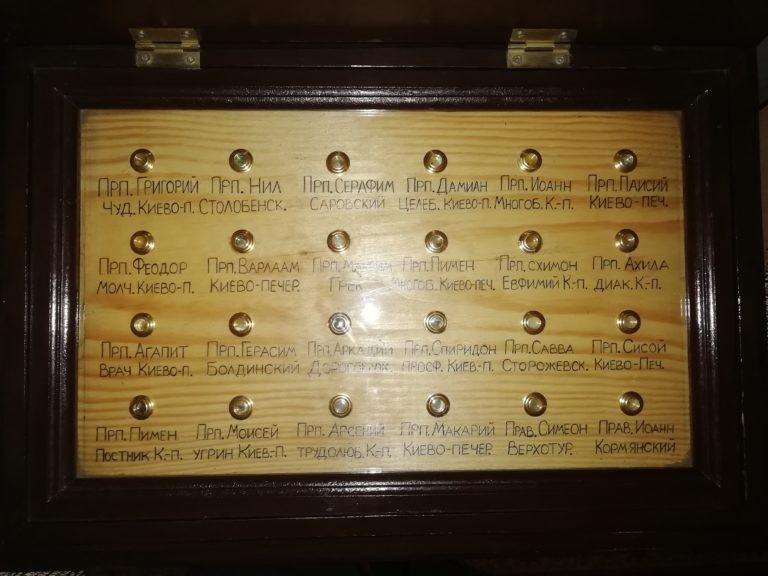 Прп. Григорий Прп. Нил Прп. Серафим Прп. Дамиан Прп. Иоанн Прп. Паисий
Чуд. Киево-п. Столобенск. Саровский Целеб. Киево-п. Многоб. К.-п. Киево-печ.
Прп. Феодор Прп. Варлаам Прп. Максим Прп. Пимен Прп. схимон Прп. Ахила
молч. Киево-п. Киево-печер. Грек Многоб. Киево-печ. Евфимий К-п. диак. К.-п.
Прп. Агапит Прп. Герасим Прп. Аркадий Прп. Спиридон Прп. Савва Прп. Сисой
Врач Киево-п. Болдинский просф. Киев.-п. Сторожевск. Киево-Печ.
Прп. Пимен Прп. Моисей Прп. Арсений Прп. Макарий Прав. Симеон Прав. Иоанн
Постник К.-п. угрин Киев.-п. трудолюб. К.-п. Киево-печер. Верхотур. Кормянский